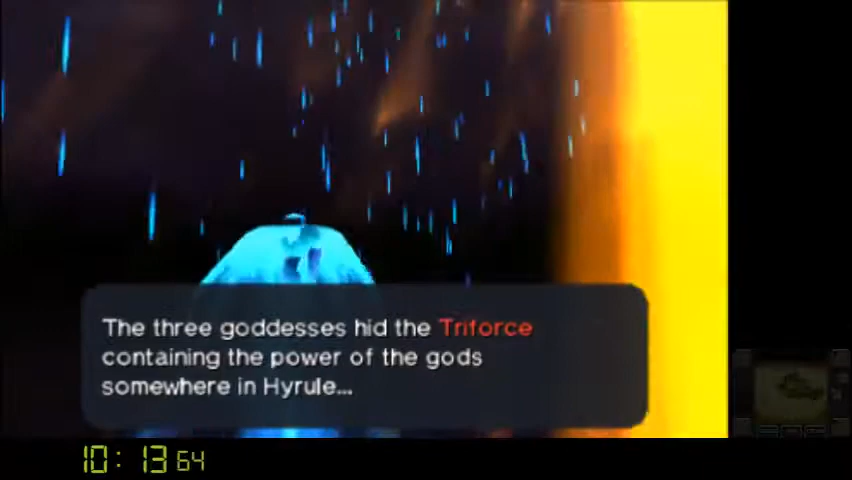 The three goddesses hid the Triforce
containing the power of the gods
somewhere in Hyrule...
10:13 64